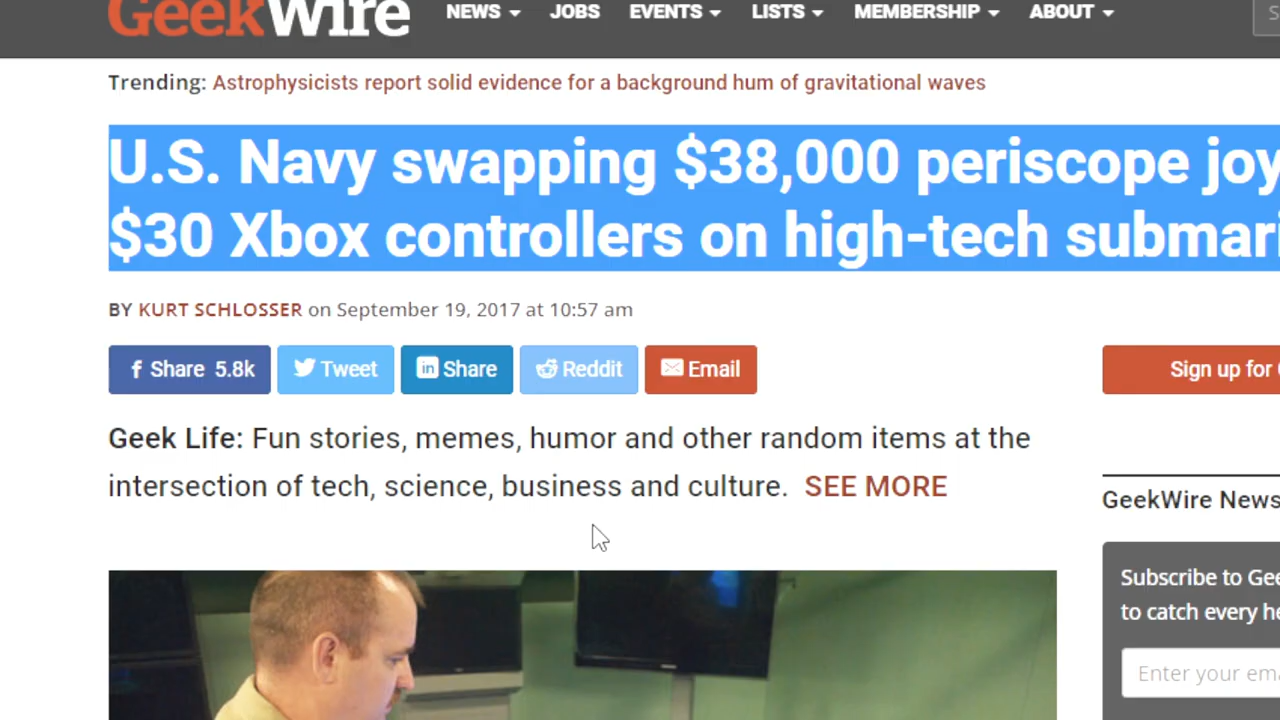 GeekWire NEWS JOBS EVENTS LISTS MEMBERSHIP ABOUT
Trending: Astrophysicists report solid evidence for a background hum of gravitational waves
U.S. Navy swapping $38,000 periscope joy
$30 Xbox controllers on high-tech submar
BY KURT SCHLOSSER on September 19, 2017 at 10:57 am
Share 5.8k Tweet Share Reddit Email
Sign up for
Geek Life: Fun stories, memes, humor and other random items at the
intersection of tech, science, business and culture. SEE MORE
GeekWire News
Subscribe to Gee
to catch every he
Enter your ema